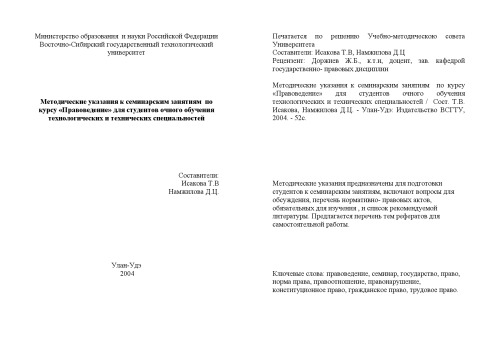 Министерство образования и науки Российской Федерации
Восточно-Сибирский государственный технологический
университет
Методические указания к семинарским занятиям по
курсу «Правоведение» для студентов очного обучения
технологических и технических специальностей
Составители:
Исакова Т.В
Намжилова Д.Ц.
Улан-Удэ
2004
Печатается по решению Учебно-методическою совета
Университета
Составители: Исакова Т.В, Намжилова Д.Ц
Рецензент: Доржиев Ж.Б., к.т.н, доцент, зав. кафедрой
государственно- правовых дисциплин
Методические указания к семинарским занятиям по курсу
«Правоведение» для студентов очного обучения
технологических и технических специальностей / Сост. Т.В.
Исакова, Намжилова Д.Ц. - Улан-Удэ: Издательство ВСГТУ,
2004. - 52с.
Методические указания предназначены для подготовки
студентов к семинарским занятиям, включают вопросы для
обсуждения, перечень нормативно- правовых актов,
обязательных для изучения , и список рекомендуемой
литературы. Предлагается перечень тем рефератов для
самостоятельной работы.
Ключевые слова: правоведение, семинар, государство, право,
норма права, правоотношение, правонарушение,
конституционное право, гражданское право, трудовое право.